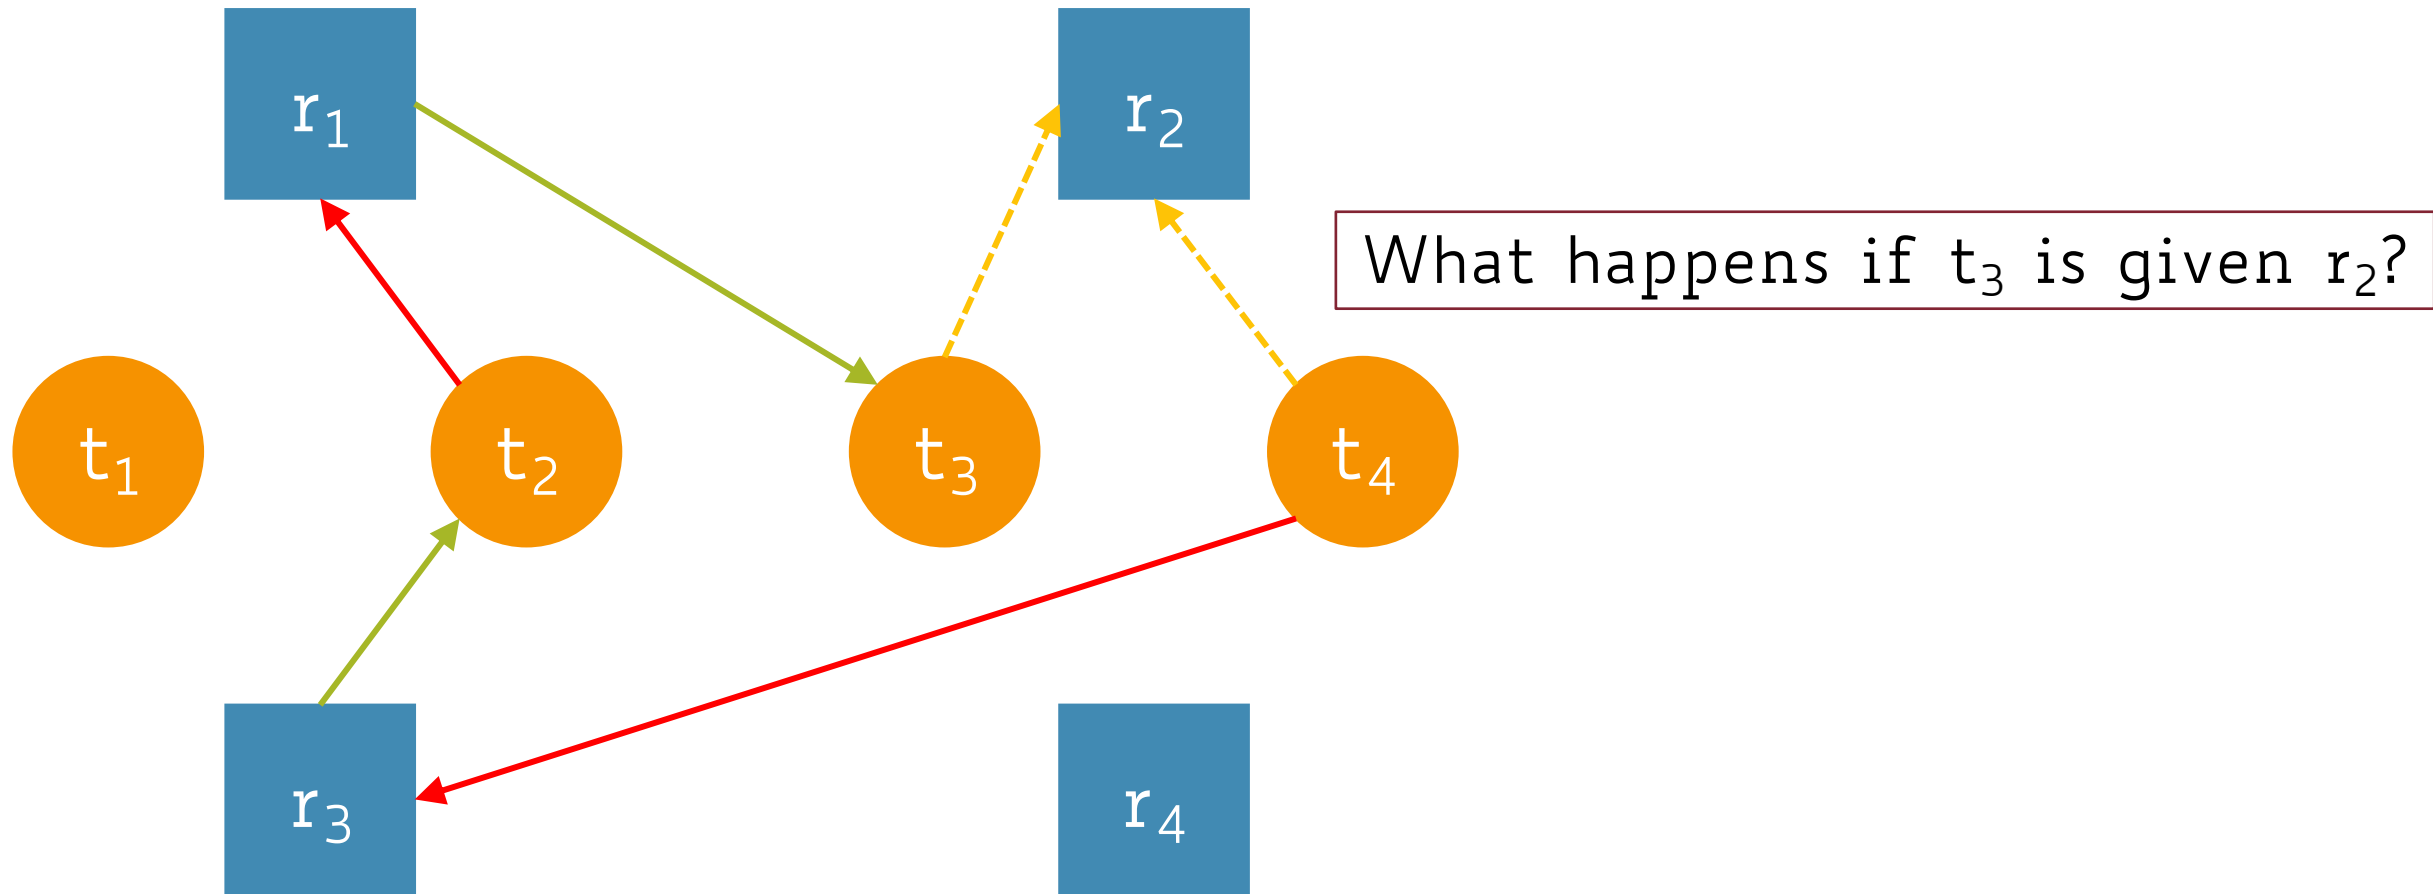 r₁
r₂
What happens if t₃ is given r₂?
t₁
t₂
t₃
t₄
r₃
r₄